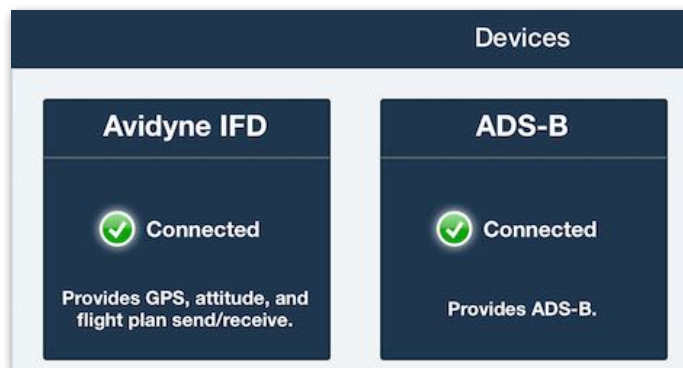 Devices
Avidyne IFD
Connected
Provides GPS, attitude, and
flight plan send/receive.
ADS-B
Connected
Provides ADS-B.